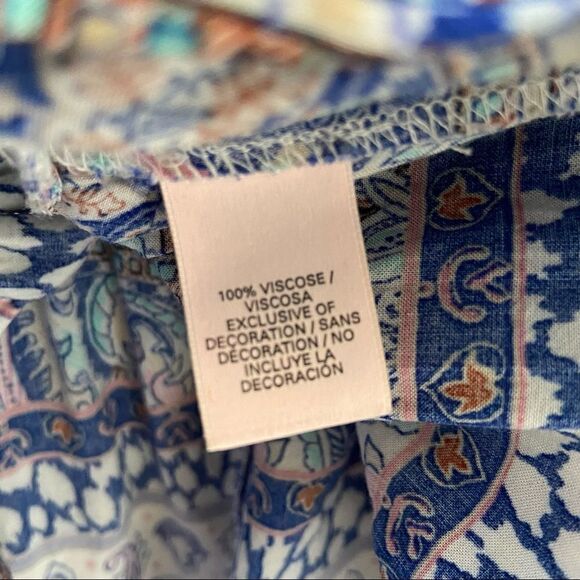 100% VISCOSE /
VISCOSA
EXCLUSIVE OF
DECORATION / SANS
DÉCORATION / NO
INCLUYE LA
DECORACIÓN